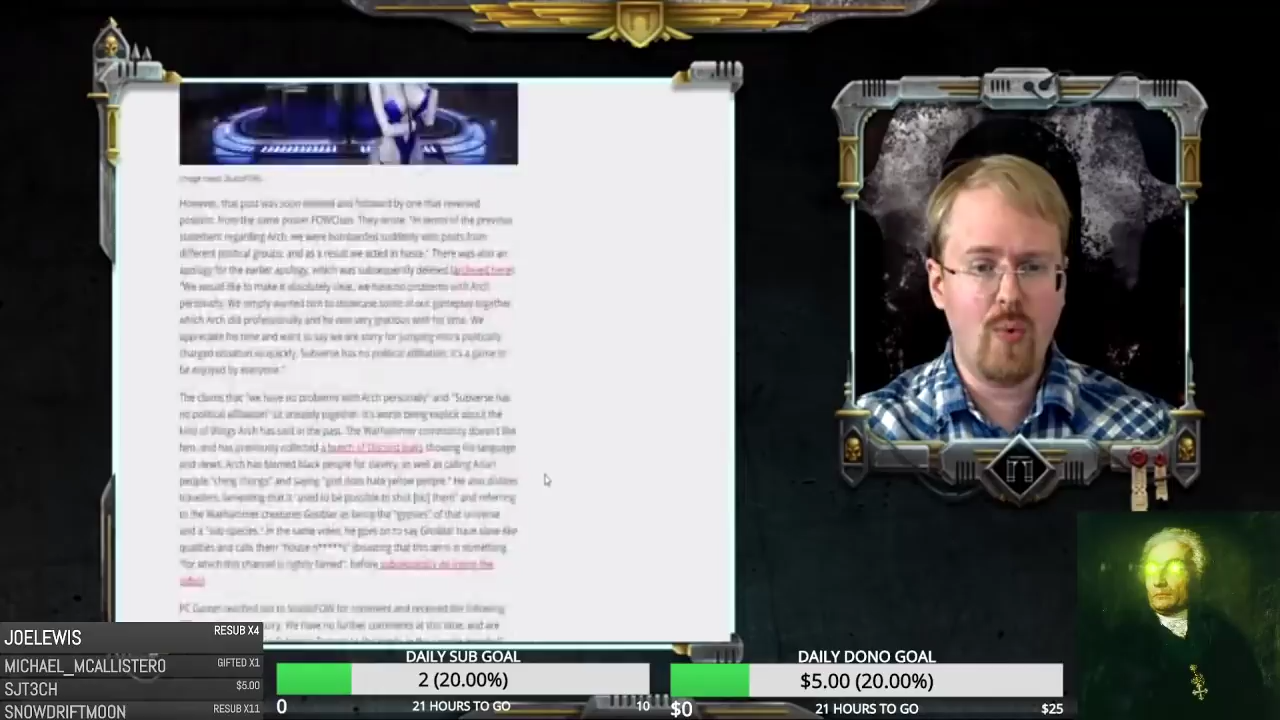 However, that post was soon deleted and followed by one that reversed
position, from the same poster FOWChas. They wrote "In terms of the previous
statement regarding Arch, we were bombarded suddenly with posts from
different political groups, and as a result we acted in haste." There was also an
apology for the earlier apology, which was subsequently deleted (archived here).
"We would like to make it absolutely clear, we have no problems with Arch
personally. We simply wanted him to showcase some of our gameplay together
which Arch did professionally and he was very gracious with his time. We
appreciate his time and want to say we are sorry for jumping into a politically
charged situation so quickly. Subverse has no political affiliation, it's a game to
be enjoyed by everyone."
The claims that "we have no problems with Arch personally" and "Subverse has
no political affiliation" sit uneasily together. It's worth being explicit about the
kind of things Arch has said in the past. The Warhammer community doesn't like
him, and has previously collected a bunch of Discord leaks showing his language
and views. Arch has blamed black people for slavery, as well as calling Asian
people "ching chongs" and saying "god does hate yellow people." He also dislikes
travellers, lamenting that it "used to be possible to shot [sic] them" and referring
to the Warhammer creatures Gretblar as being the "gypsies" of that universe
and a "sub-species." In the same video, he goes on to say have slave-like
qualities and calls them "house n*****s" (boasting that this term is something
"for which this channel is rightly famed", before
video).
PC Gamer reached out to StudioFOW for comment and received the following
We have no further comments at this time, and are
JOELEWIS
RESUB X4
MICHAEL_MCALLISTERO
GIFTED X1
SJT3CH
$5.00
SNOWDRIFTMOON
RESUB X11
DAILY SUB GOAL
2 (20.00%)
0
21 HOURS TO GO
10
DAILY DONO GOAL
$5.00 (20.00%)
$0
21 HOURS TO GO
$25